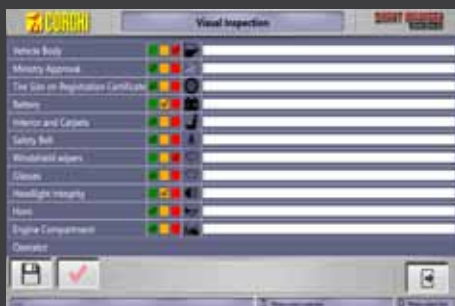 CORGHI
Visual Inspection
Vehicle Body
Ministry Approval
Tire Size on Registration Certificate
Battery
Interior and Carpets
Safety Belt
Windshield wipers
Glasses
Headlight Integrity
Horn
Engine Compartment
Operator